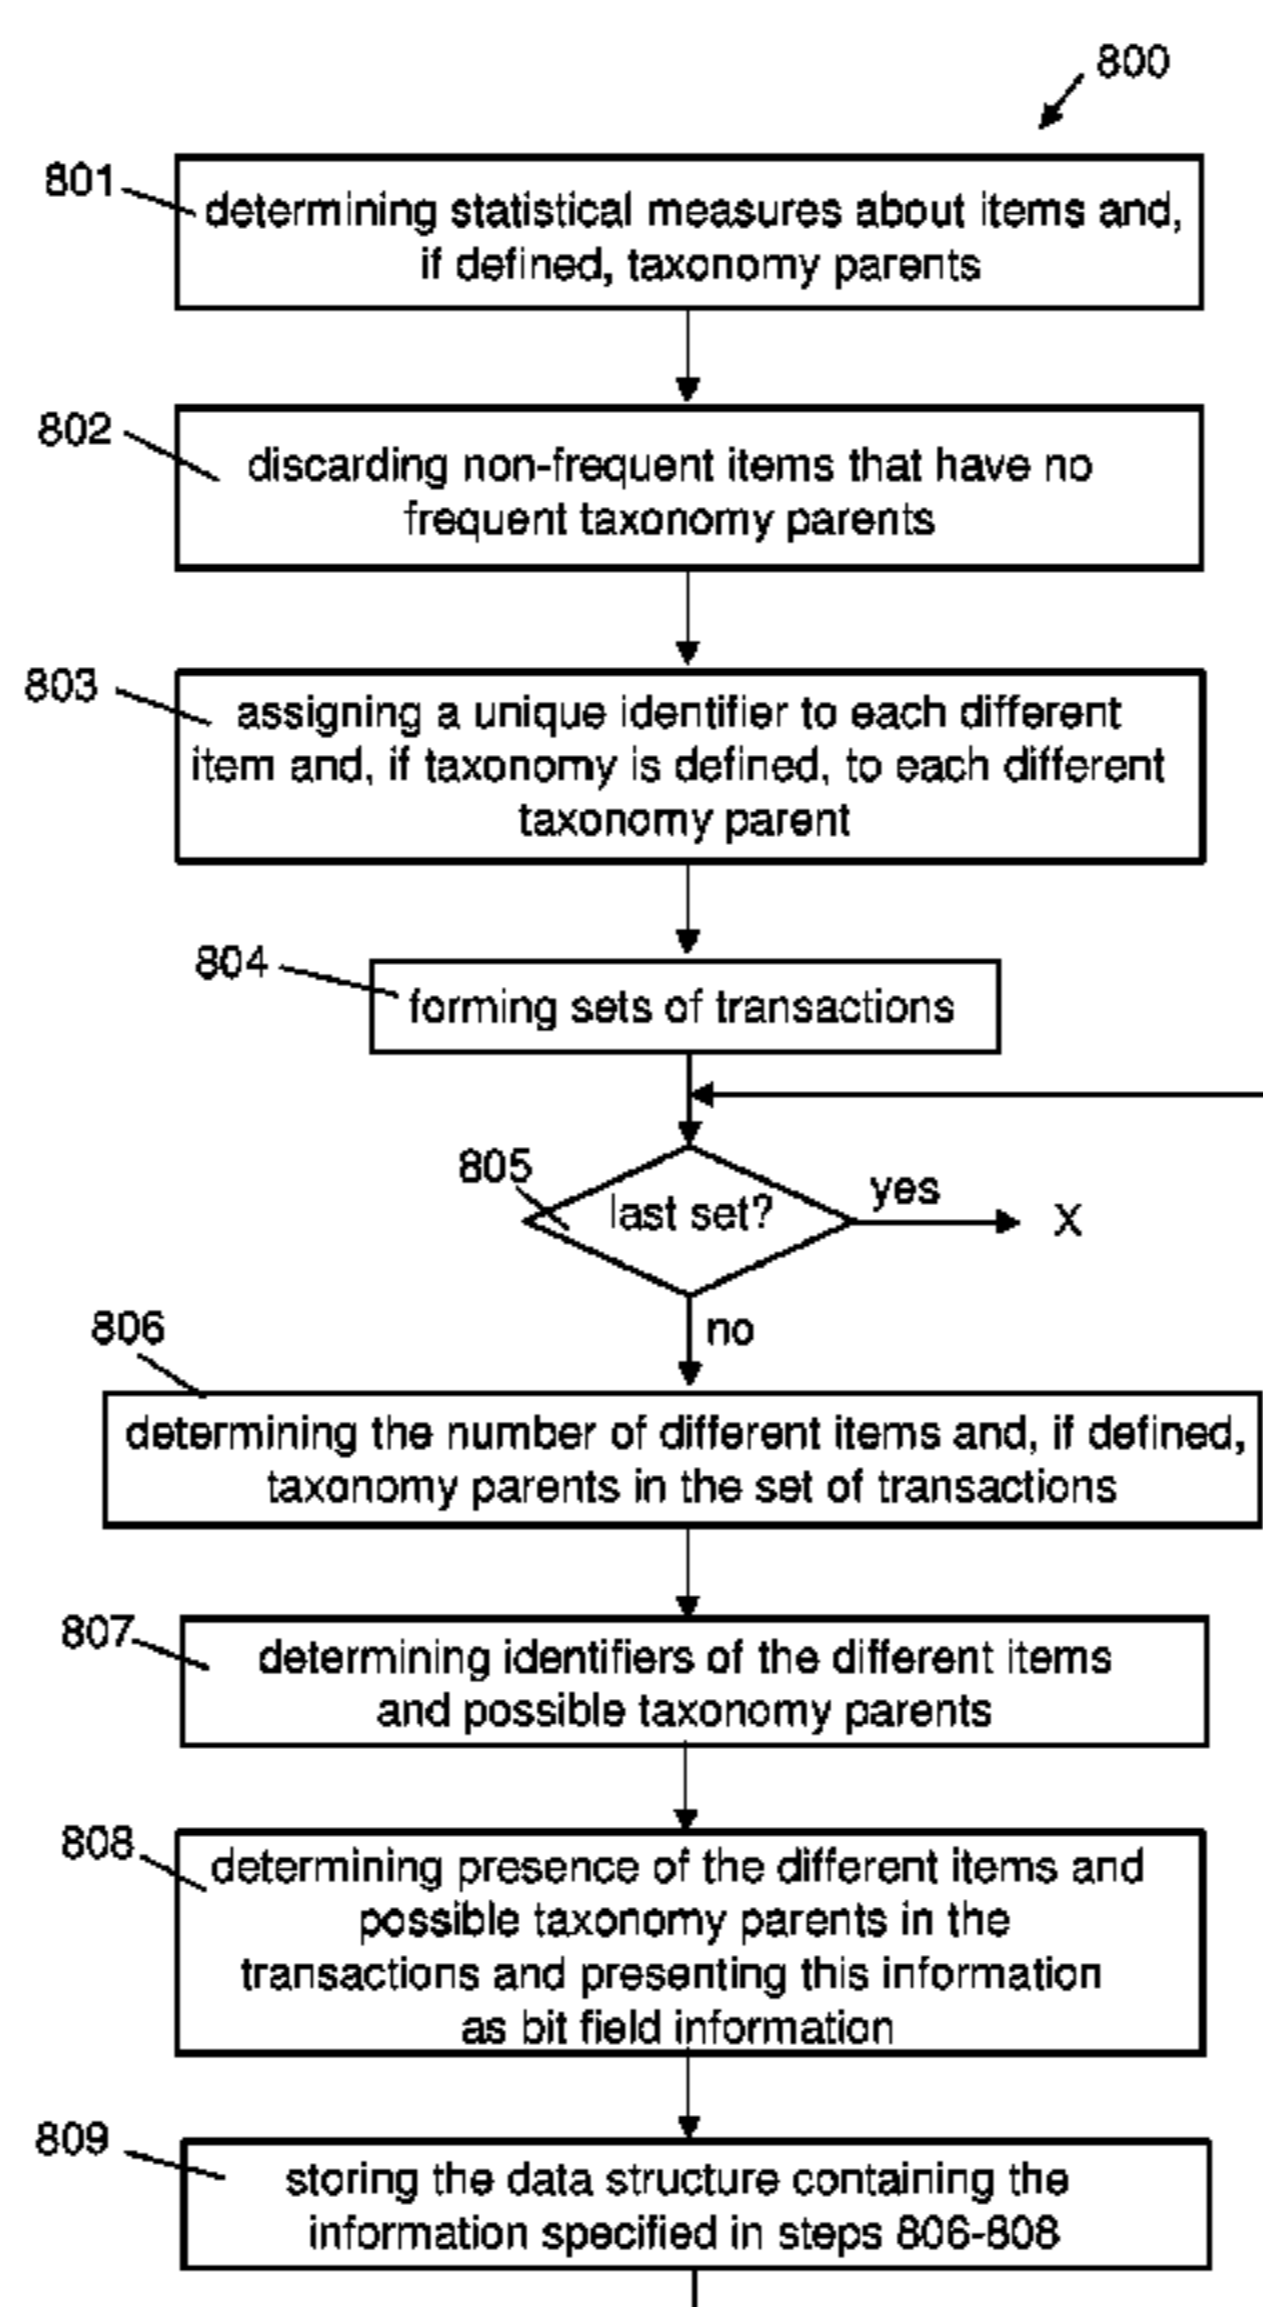 800
801
determining statistical measures about items and,
if defined, taxonomy parents
802
discarding non-frequent items that have no
frequent taxonomy parents
803
assigning a unique identifier to each different
item and, if taxonomy is defined, to each different
taxonomy parent
804
forming sets of transactions
805
last set?
yes
X
no
806
determining the number of different items and, if defined,
taxonomy parents in the set of transactions
807
determining identifiers of the different items
and possible taxonomy parents
808
determining presence of the different items and
possible taxonomy parents in the
transactions and presenting this information
as bit field information
809
storing the data structure containing the
information specified in steps 806-808